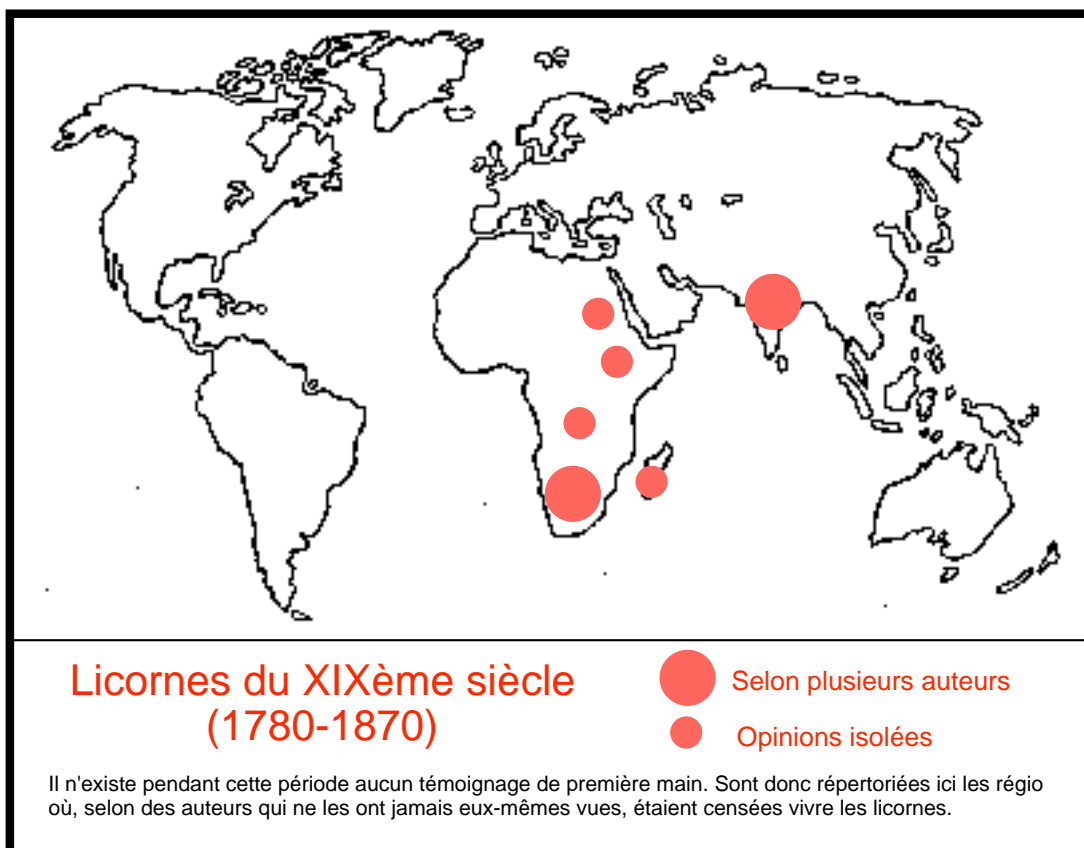 Licornes du XIXème siècle
(1780-1870)
Selon plusieurs auteurs
Opinions isolées
Il n'existe pendant cette période aucun témoignage de première main. Sont donc répertoriées ici les régio
où, selon des auteurs qui ne les ont jamais eux-mêmes vues, étaient censées vivre les licornes.